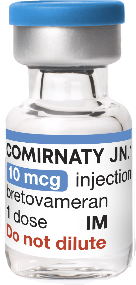 COMIRNATY JN.1
10 mcg injection
bretovameran
1 dose IM
Do not dilute